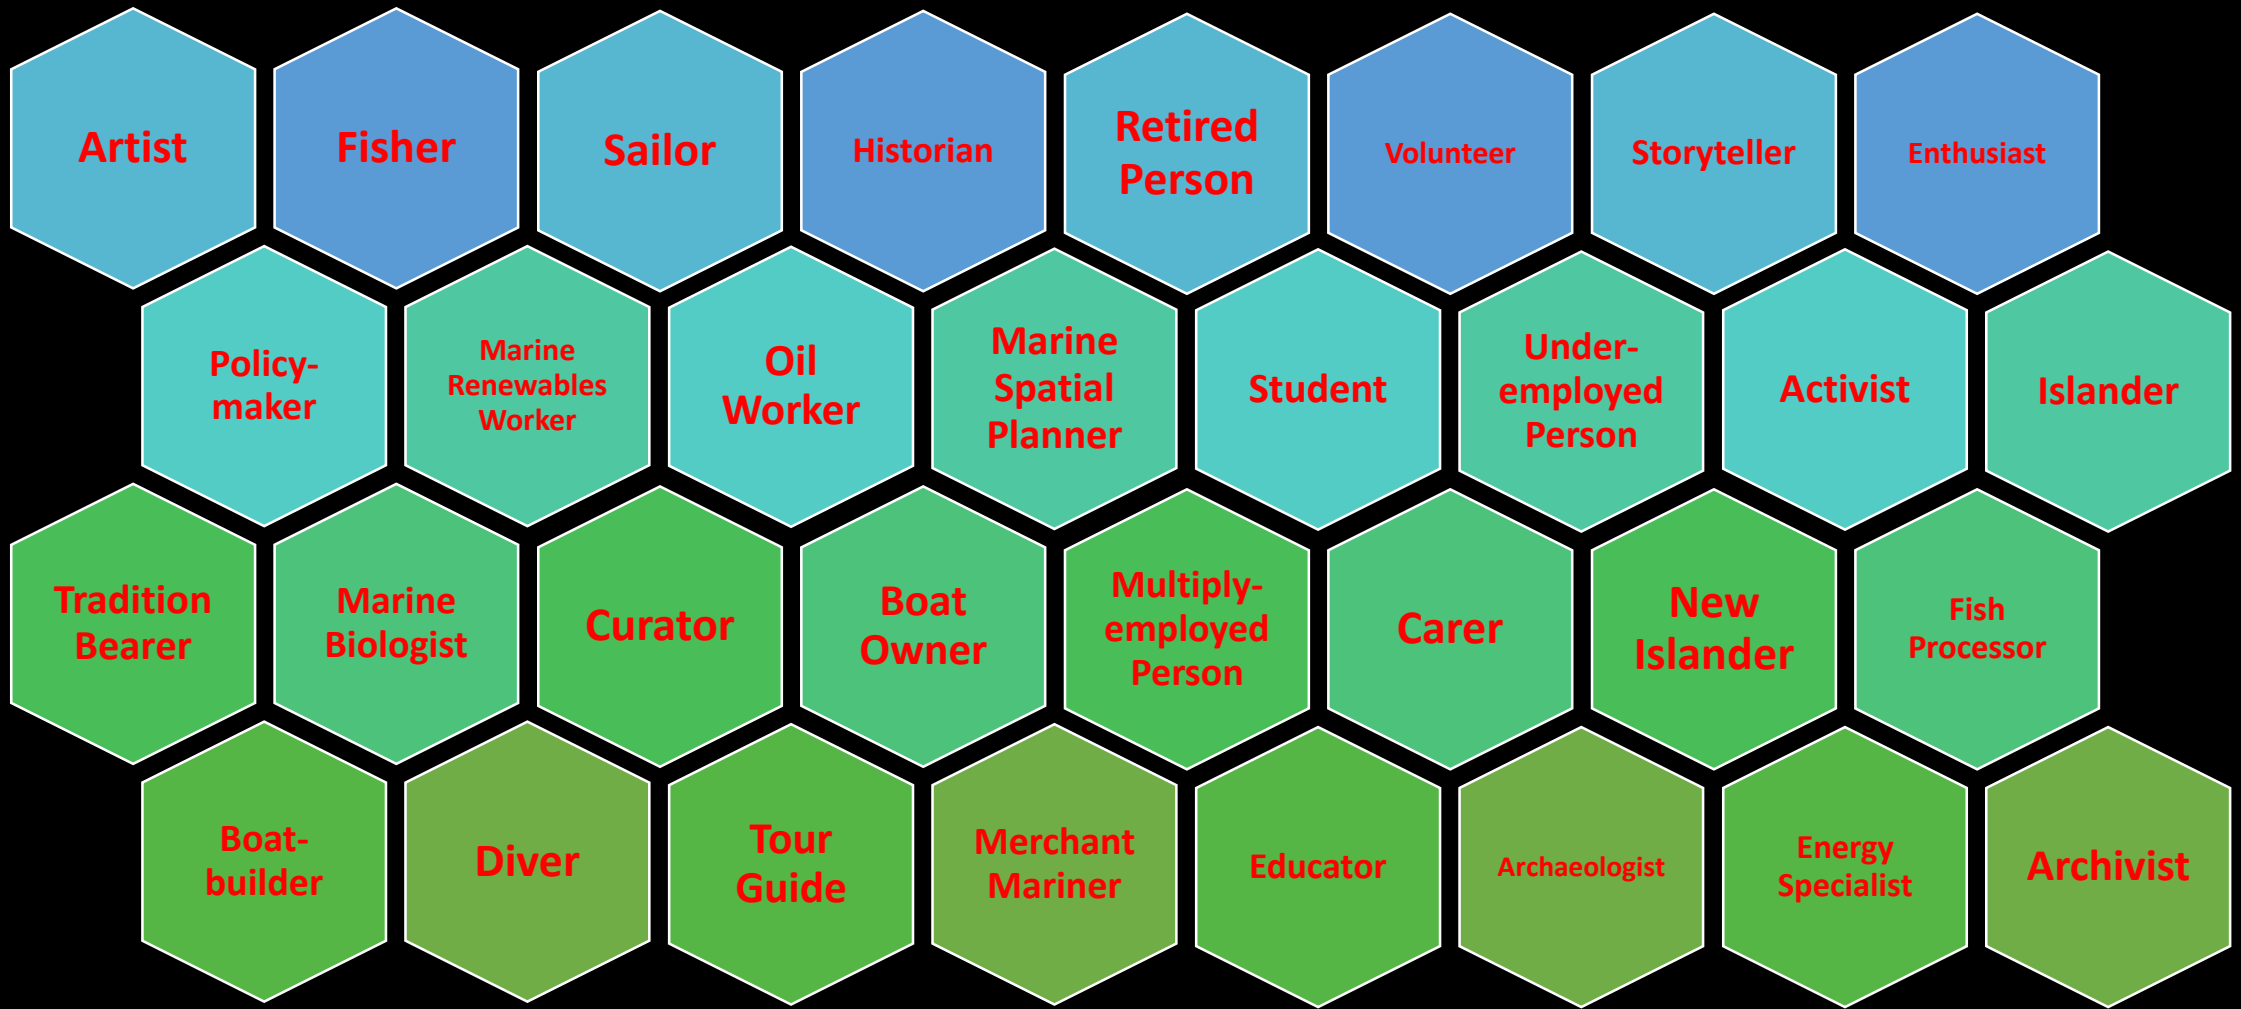 Artist
Fisher
Sailor
Historian
Retired
Person
Volunteer
Storyteller
Enthusiast
Policy-
maker
Marine
Renewables
Worker
Oil
Worker
Marine
Spatial
Planner
Student
Under-
employed
Person
Activist
Islander
Tradition
Bearer
Marine
Biologist
Curator
Boat
Owner
Multiply-
employed
Person
Carer
New
Islander
Fish
Processor
Boat-
builder
Diver
Tour
Guide
Merchant
Mariner
Educator
Archaeologist
Energy
Specialist
Archivist